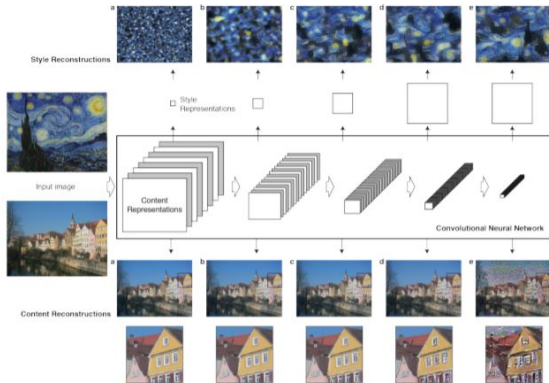 a b c d e
Style Reconstructions
Style
Representations
Input image
Content
Representations
Convolutional Neural Network
a b c d e
Content Reconstructions